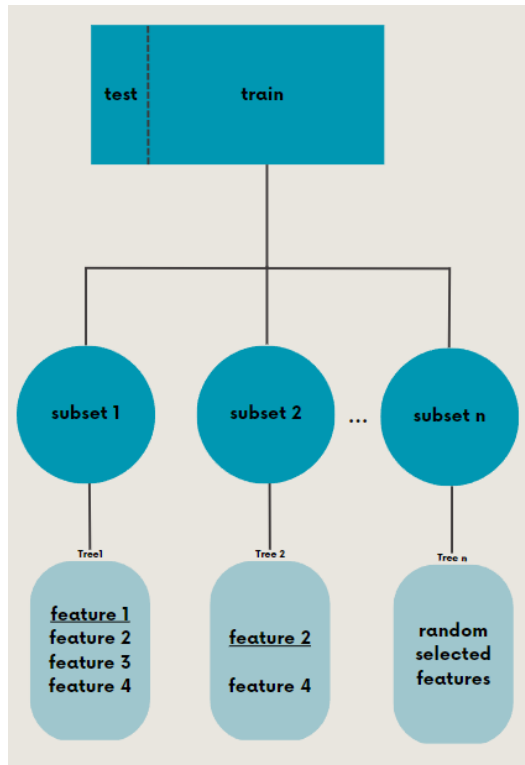 test train
subset 1 subset 2 ... subset n
Tree1 Tree 2 Tree n
feature 1
feature 2
feature 3
feature 4
feature 2
feature 4
random
selected
features